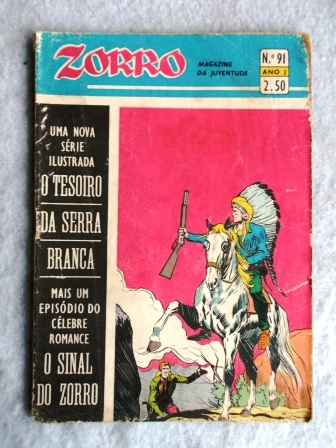 ZORRO
MAGAZINE
DA JUVENTUDE
N.º 91
ANO 2
2.50
UMA NOVA
SÉRIE
ILUSTRADA
O TESOIRO
DA SERRA
BRANCA
MAIS UM
EPISÓDIO DO
CÉLEBRE
ROMANCE
O SINAL
DO ZORRO